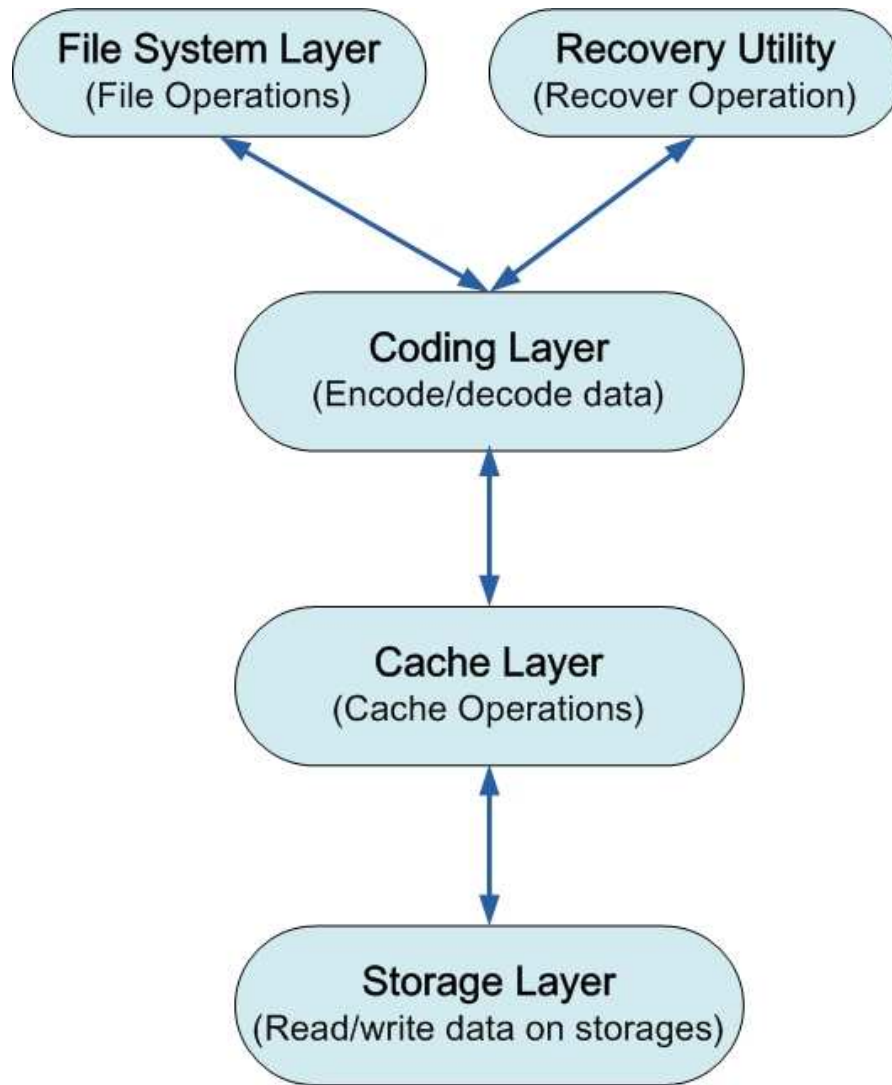 File System Layer
(File Operations)
Recovery Utility
(Recover Operation)
Coding Layer
(Encode/decode data)
Cache Layer
(Cache Operations)
Storage Layer
(Read/write data on storages)